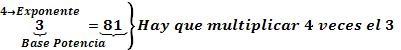 4→Exponente
3 = 81} Hay que multiplicar 4 veces el 3
Base Potencia